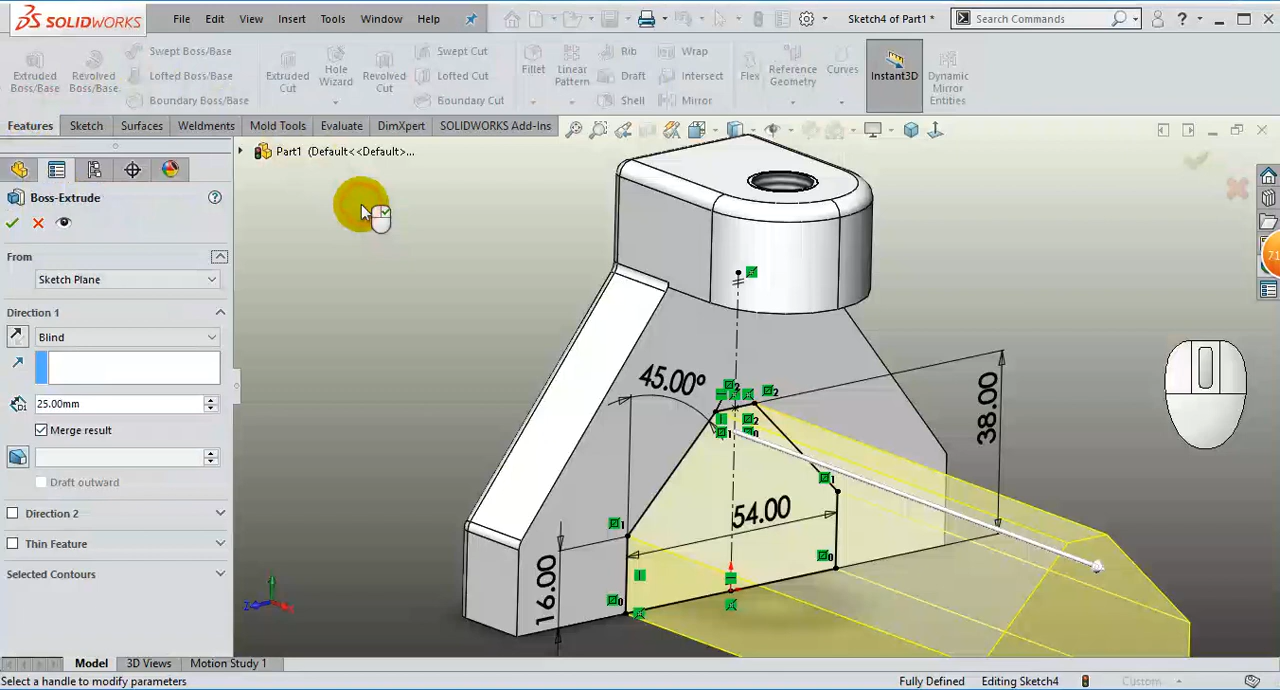 SOLIDWORKS File Edit View Insert Tools Window Help Sketch4 of Part1 * Search Commands ?
Extruded Boss/Base
Revolved Boss/Base
Swept Boss/Base
Lofted Boss/Base
Boundary Boss/Base
Extruded Cut
Hole Wizard
Revolved Cut
Swept Cut
Lofted Cut
Boundary Cut
Fillet
Linear Pattern
Rib
Draft
Shell
Wrap
Intersect
Mirror
Flex
Reference Geometry
Curves
Instant3D
Dynamic Mirror Entities
Features Sketch Surfaces Weldments Mold Tools Evaluate DimXpert SOLIDWORKS Add-Ins
Part1 (Default<<Default>...
Boss-Extrude
From
Sketch Plane
Direction 1
Blind
25.00mm
Merge result
Draft outward
Direction 2
Thin Feature
Selected Contours
45.00°
38.00
54.00
16.00
71
Model 3D Views Motion Study 1
Select a handle to modify parameters Fully Defined Editing Sketch4 Custom